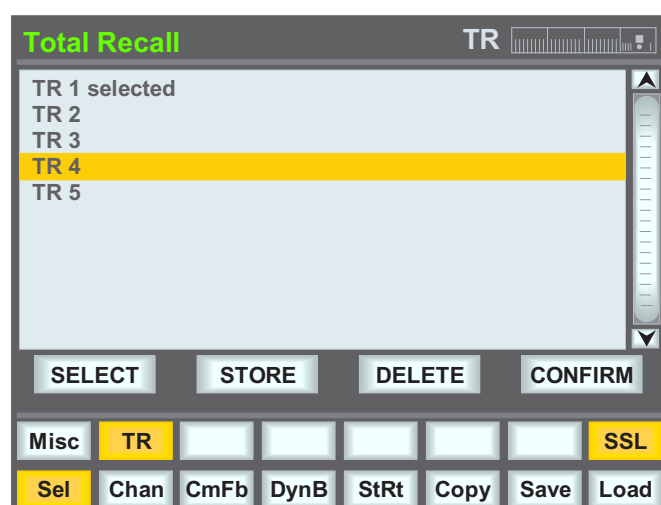 Total Recall TR
TR 1 selected
TR 2
TR 3
TR 4
TR 5
SELECT STORE DELETE CONFIRM
Misc TR SSL
Sel Chan CmFb DynB StRt Copy Save Load